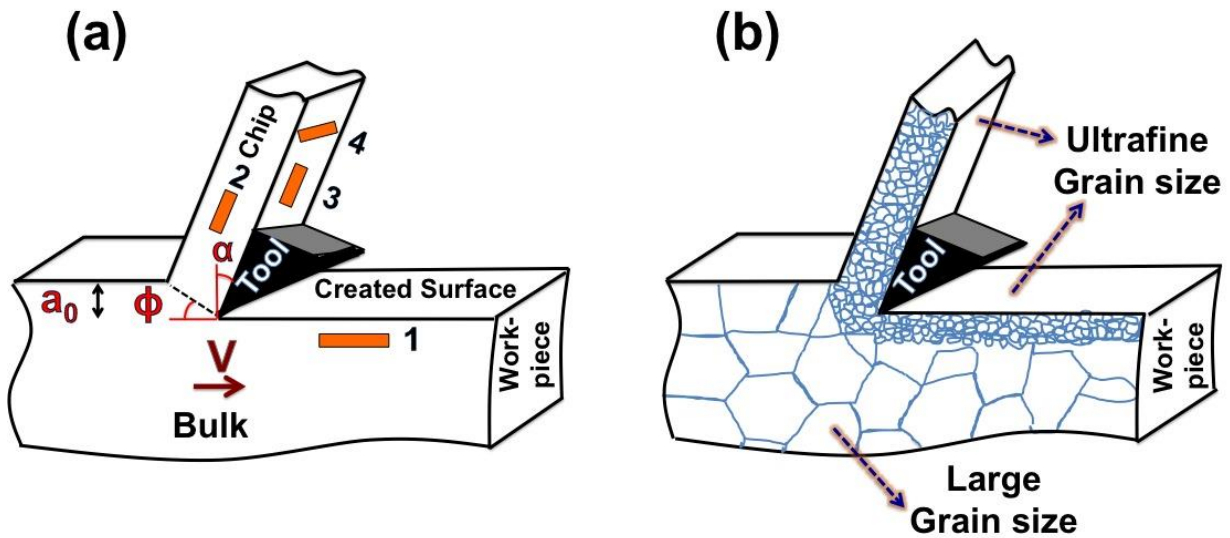 (a)
Chip
2
4
3
α
Tool
a₀
ϕ
Created Surface
1
V
Bulk
Work-
piece
(b)
Ultrafine
Grain size
Tool
Work-
piece
Large
Grain size